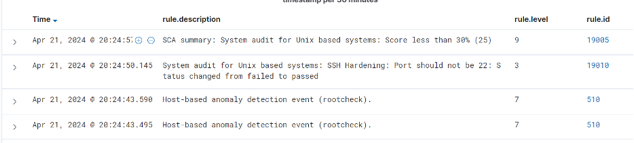 timestamp per 30 minutes
Time rule.description rule.level rule.id
Apr 21, 2024 @ 20:24:5 SCA summary: System audit for Unix based systems: Score less than 30% (25) 9 19005
Apr 21, 2024 @ 20:24:50.145 System audit for Unix based systems: SSH Hardening: Port should not be 22: S 3 19010
tatus changed from failed to passed
Apr 21, 2024 @ 20:24:43.590 Host-based anomaly detection event (rootcheck). 7 510
Apr 21, 2024 @ 20:24:43.495 Host-based anomaly detection event (rootcheck). 7 510